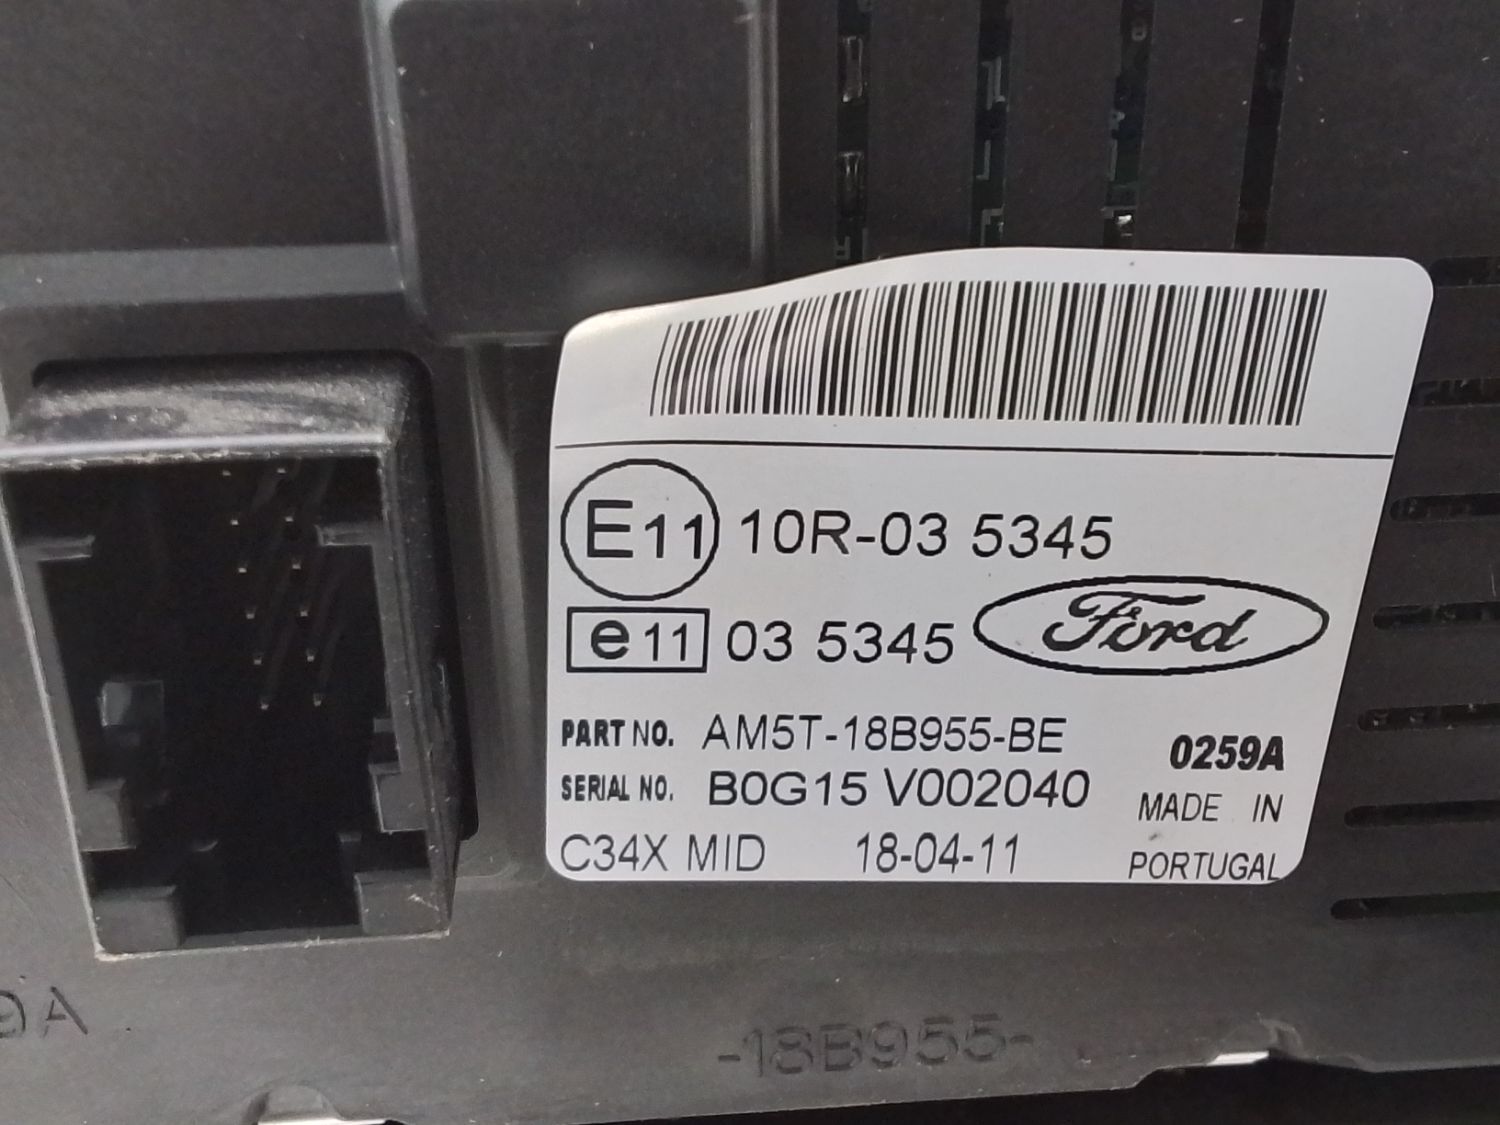 E11 10R-03 5345
e11 03 5345 Ford
PART NO. AM5T-18B955-BE
0259A
SERIAL NO. B0G15 V002040
MADE IN
C34X MID 18-04-11
PORTUGAL
9A
-18B955-